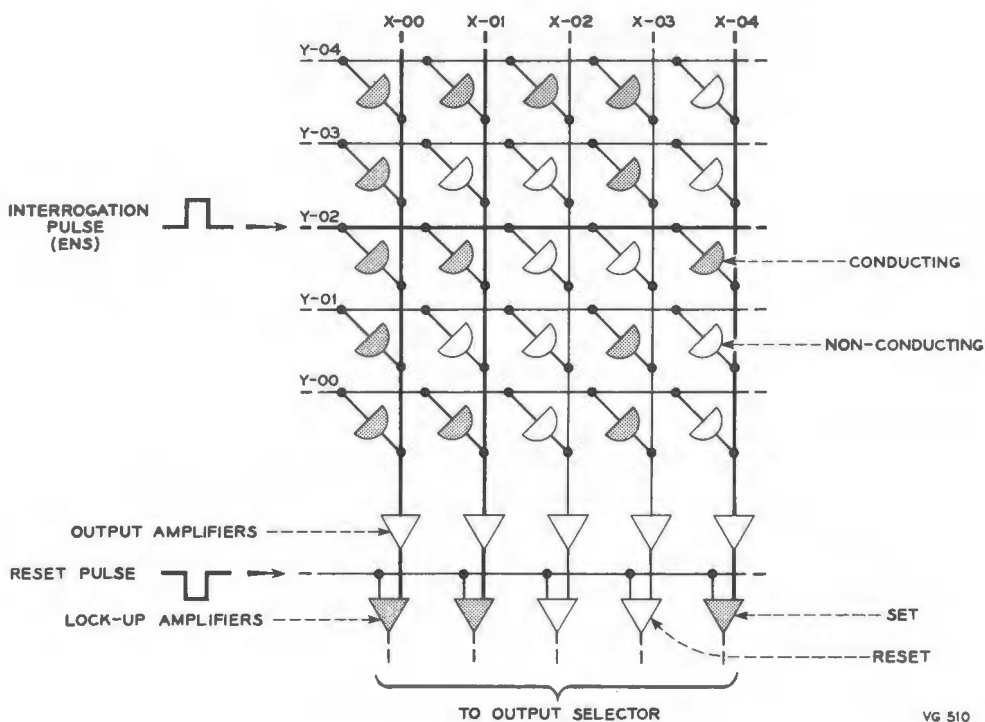 X-00 X-01 X-02 X-03 X-04
Y-04
Y-03
INTERROGATION
PULSE
(ENS)
Y-02
CONDUCTING
Y-01
NON-CONDUCTING
Y-00
OUTPUT AMPLIFIERS
RESET PULSE
LOCK-UP AMPLIFIERS
SET
RESET
TO OUTPUT SELECTOR
VG 510